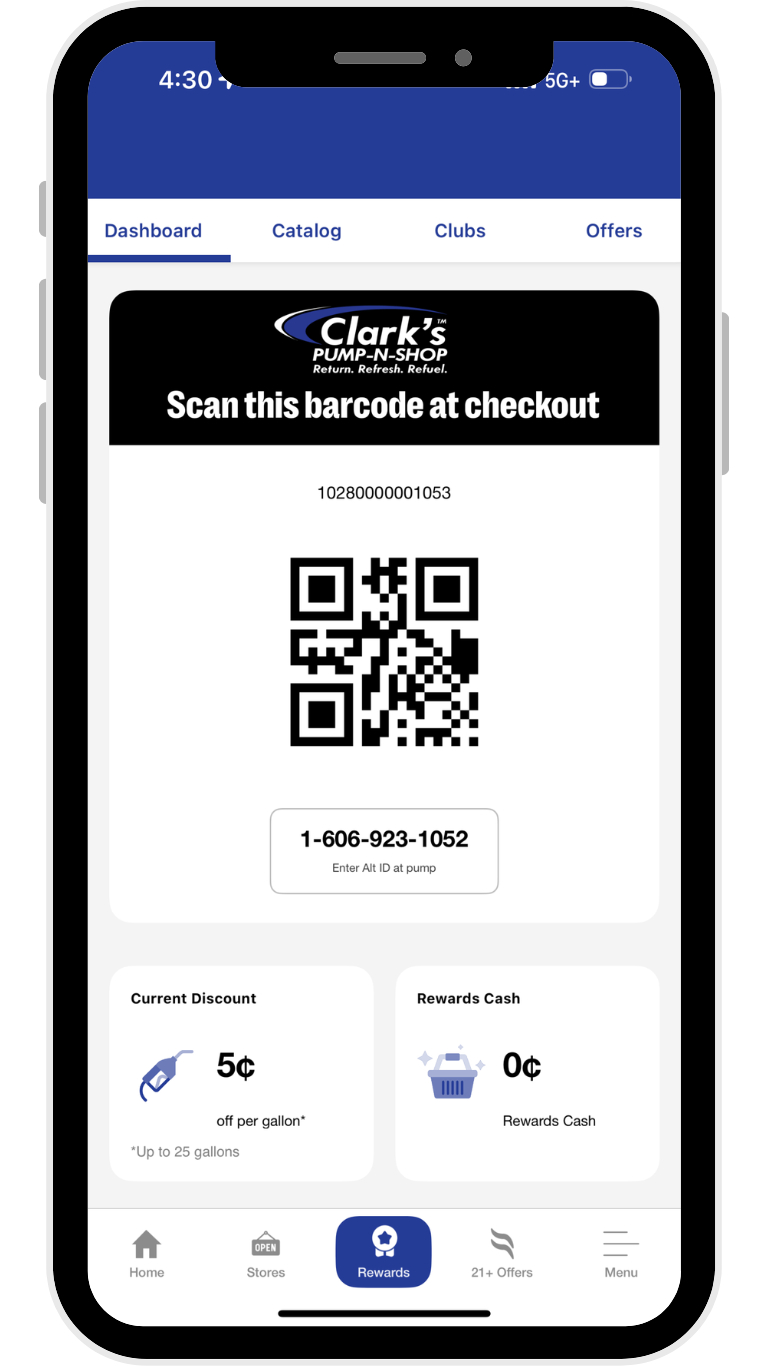 4:30
5G+
Dashboard Catalog Clubs Offers
Clark's™
PUMP-N-SHOP
Return. Refresh. Refuel.
Scan this barcode at checkout
10280000001053
1-606-923-1052
Enter Alt ID at pump
Current Discount
5¢
off per gallon*
*Up to 25 gallons
Rewards Cash
0¢
Rewards Cash
OPEN
Home Stores Rewards 21+ Offers Menu